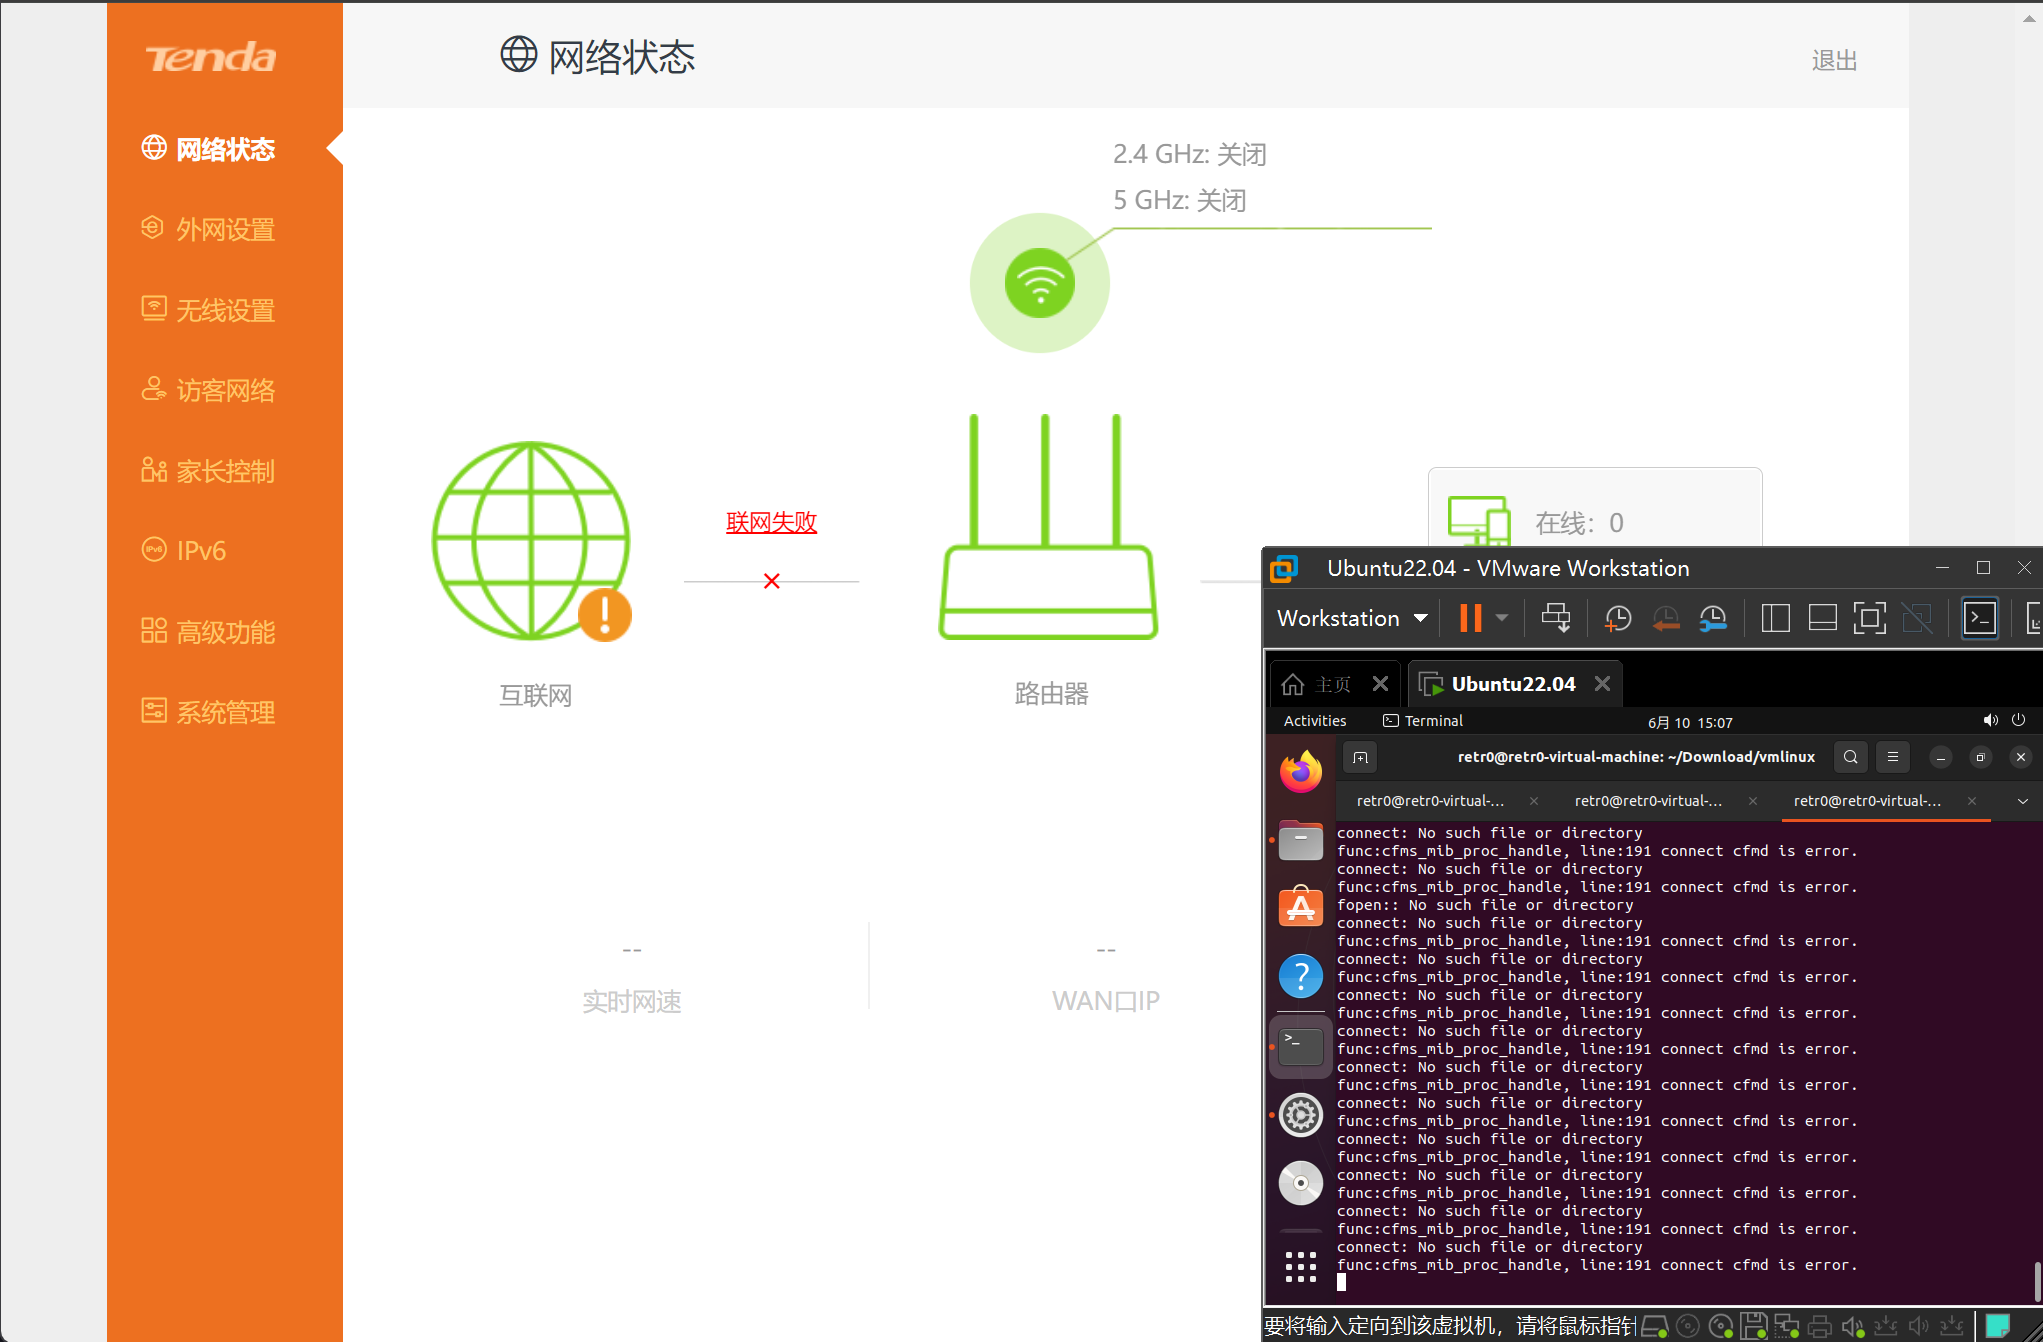 Tenda
网络状态
退出
网络状态
外网设置
无线设置
访客网络
家长控制
IPv6
IPv6
高级功能
系统管理
2.4 GHz: 关闭
5 GHz: 关闭
联网失败
在线：0
互联网
路由器
--
实时网速
--
WAN口IP
Ubuntu22.04 - VMware Workstation
Workstation
主页
Ubuntu22.04
Activities
Terminal
6月 10 15:07
retr0@retr0-virtual-machine: ~/Download/vmlinux
retr0@retr0-virtual-...
retr0@retr0-virtual-...
retr0@retr0-virtual-...
connect: No such file or directory
func:cfms_mib_proc_handle, line:191 connect cfmd is error.
connect: No such file or directory
func:cfms_mib_proc_handle, line:191 connect cfmd is error.
fopen:: No such file or directory
connect: No such file or directory
func:cfms_mib_proc_handle, line:191 connect cfmd is error.
connect: No such file or directory
func:cfms_mib_proc_handle, line:191 connect cfmd is error.
connect: No such file or directory
func:cfms_mib_proc_handle, line:191 connect cfmd is error.
connect: No such file or directory
func:cfms_mib_proc_handle, line:191 connect cfmd is error.
connect: No such file or directory
func:cfms_mib_proc_handle, line:191 connect cfmd is error.
connect: No such file or directory
func:cfms_mib_proc_handle, line:191 connect cfmd is error.
connect: No such file or directory
func:cfms_mib_proc_handle, line:191 connect cfmd is error.
connect: No such file or directory
func:cfms_mib_proc_handle, line:191 connect cfmd is error.
connect: No such file or directory
func:cfms_mib_proc_handle, line:191 connect cfmd is error.
connect: No such file or directory
func:cfms_mib_proc_handle, line:191 connect cfmd is error.
要将输入定向到该虚拟机，请将鼠标指针